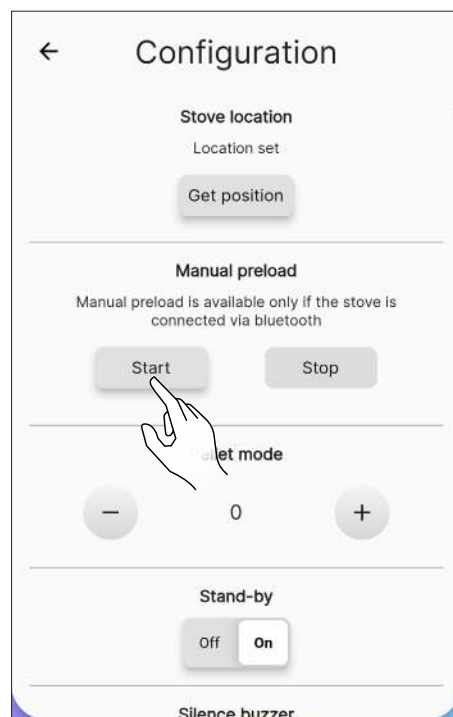 Configuration
Stove location
Location set
Get position
Manual preload
Manual preload is available only if the stove is
connected via bluetooth
Start Stop
mode
0
Stand-by
Off On
Silence buzzer